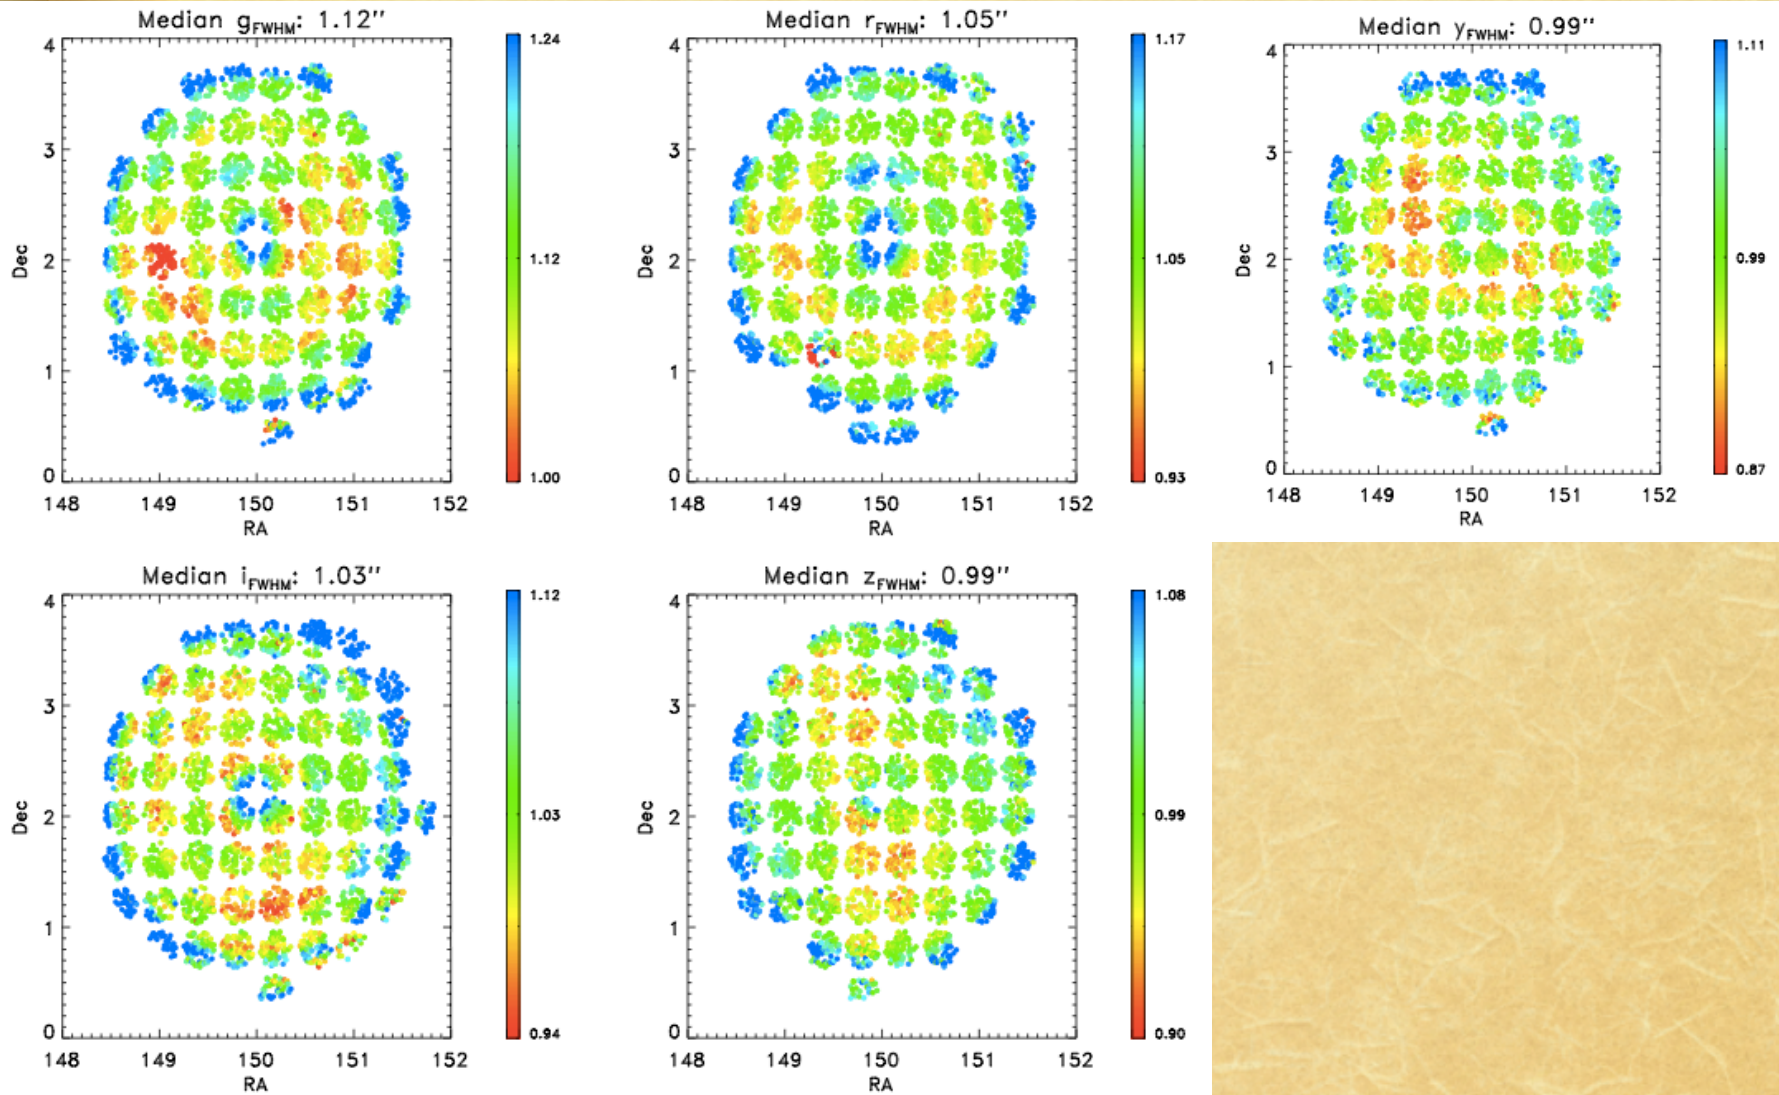 Median gFWHM: 1.12″
4
3
2
1
0
148 149 150 151 152
Dec
RA
1.24
1.12
1.00
Median rFWHM: 1.05″
4
3
2
1
0
148 149 150 151 152
Dec
RA
1.17
1.05
0.93
Median yFWHM: 0.99″
4
3
2
1
0
148 149 150 151 152
Dec
RA
1.11
0.99
0.87
Median iFWHM: 1.03″
4
3
2
1
0
148 149 150 151 152
Dec
RA
1.12
1.03
0.94
Median zFWHM: 0.99″
4
3
2
1
0
148 149 150 151 152
Dec
RA
1.08
0.99
0.90